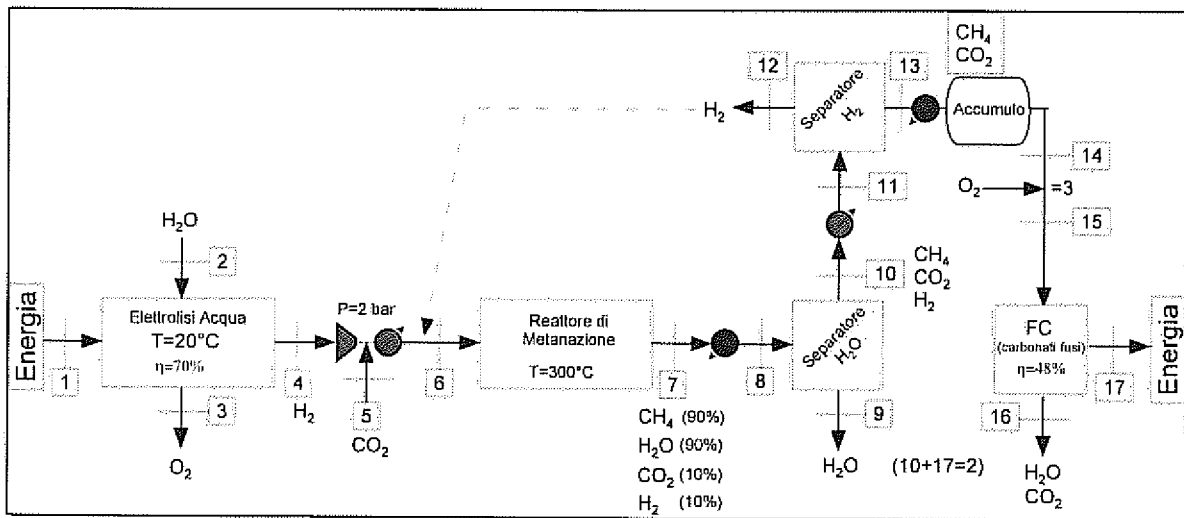 CH4
CO2
12
13
Separatore
H2
H2
Accumulo
14
O2
=3
11
15
H2O
2
10
CH4
CO2
H2
Energia
Elettrolisi Acqua
T=20°C
η=70%
P=2 bar
Reattore di
Metanazione
T=300°C
Separatore
H2O
FC
(carbonati fusi)
η=48%
Energia
1
4
H2
6
7
8
17
3
5
9
16
O2
CO2
CH4 (90%)
H2O (90%)
CO2 (10%)
H2 (10%)
H2O
(10+17=2)
H2O
CO2